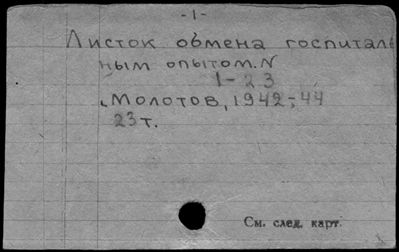 -1-
Листок обмена госпиталь
ным опытом. N
1-23
Молотов, 1942-44
23 т.
См. след. карт.